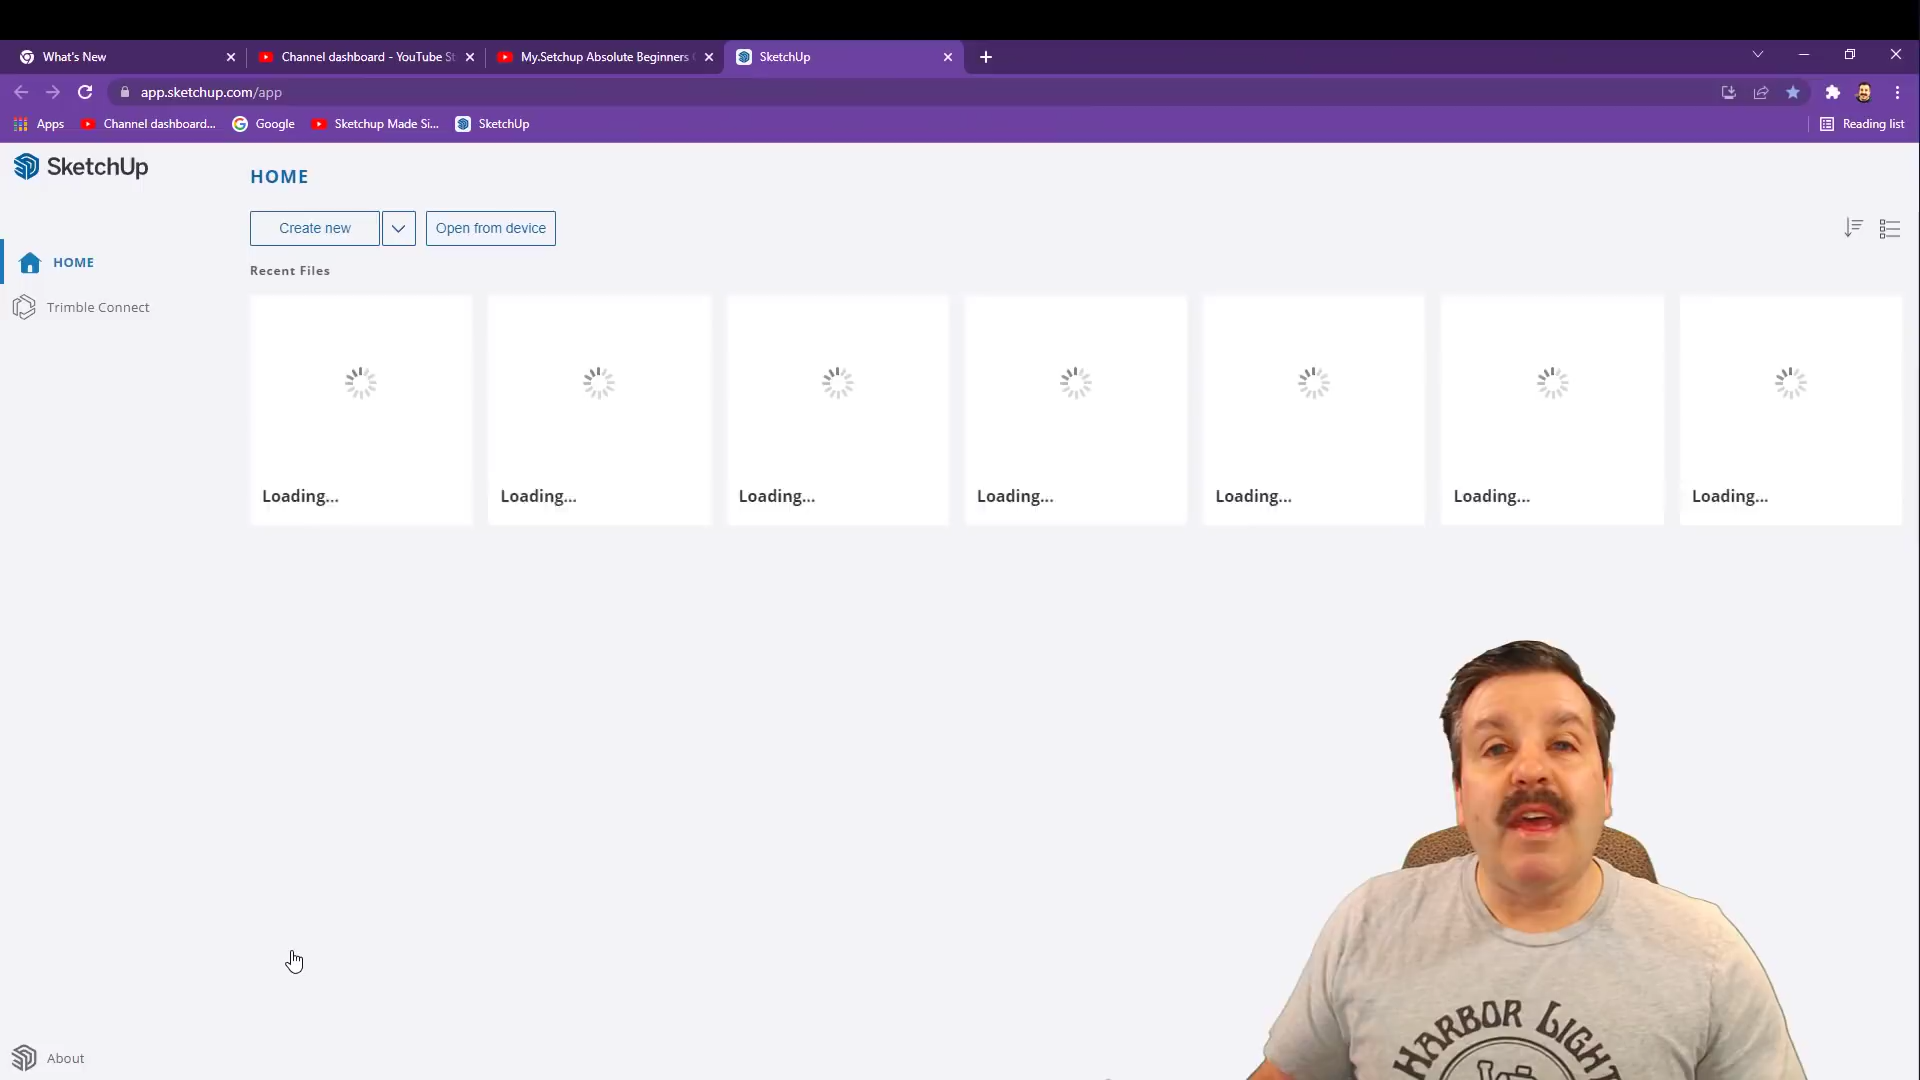 What's New
Channel dashboard - YouTube St
My.Setchup Absolute Beginners
SketchUp
app.sketchup.com/app
Apps
Channel dashboard...
Google
Sketchup Made Si...
SketchUp
Reading list
SketchUp
HOME
Create new
Open from device
HOME
Recent Files
Trimble Connect
Loading...
Loading...
Loading...
Loading...
Loading...
Loading...
Loading...
HARBOR LIGHT
About